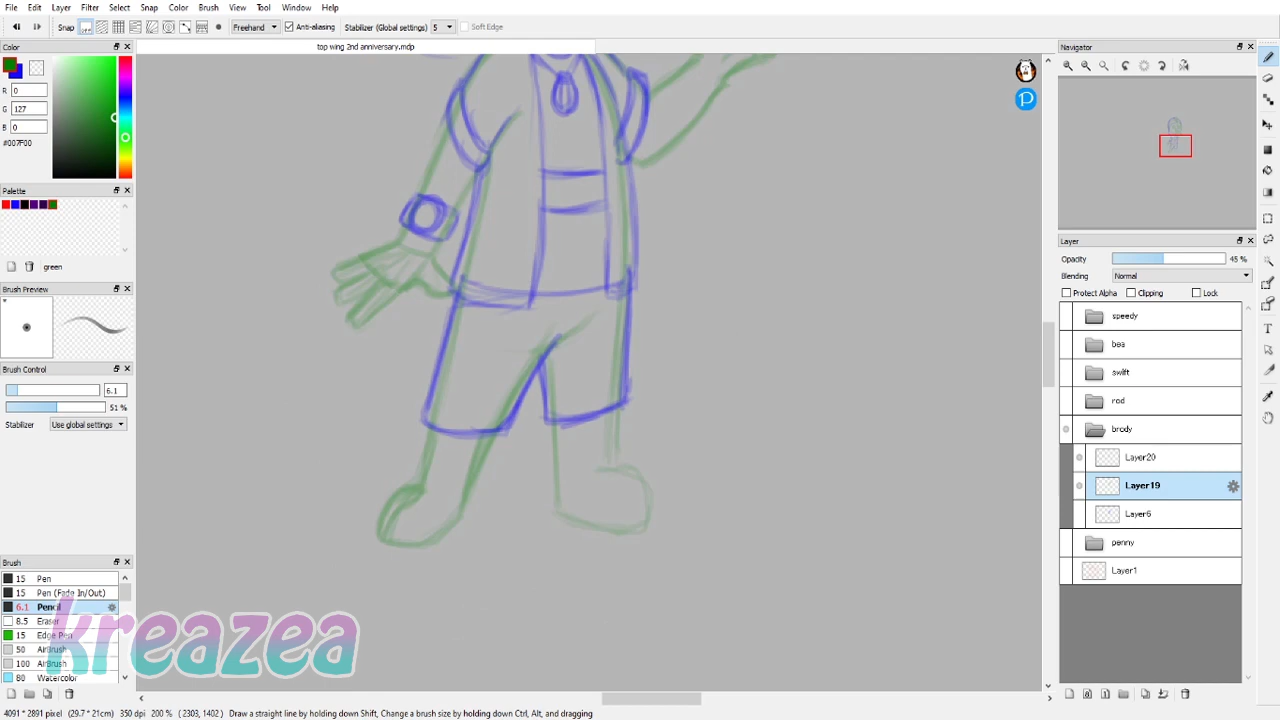 File Edit Layer Filter Select Snap Color Brush View Tool Window Help
Snap off Freehand Anti-aliasing Stabilizer (Global settings) 5 Soft Edge
Color
top wing 2nd anniversary.mdp
Navigator
R 0
G 127
B 0
#007F00
Palette
green
Brush Preview
Brush Control
6.1
51 %
Stabilizer Use global settings
Brush
15 Pen
15 Pen (Fade In/Out)
6.1 Pencil
8.5 Eraser
15 Edge Pen
50 AirBrush
100 AirBrush
80 Watercolor
kreazea
Layer
Opacity 45 %
Blending Normal
Protect Alpha Clipping Lock
speedy
bea
swift
rod
brody
Layer20
Layer19
Layer6
penny
Layer1
4091 * 2891 pixel (29.7 * 21cm) 350 dpi 200 % ( 2303, 1402 ) Draw a straight line by holding down Shift, Change a brush size by holding down Ctrl, Alt, and dragging